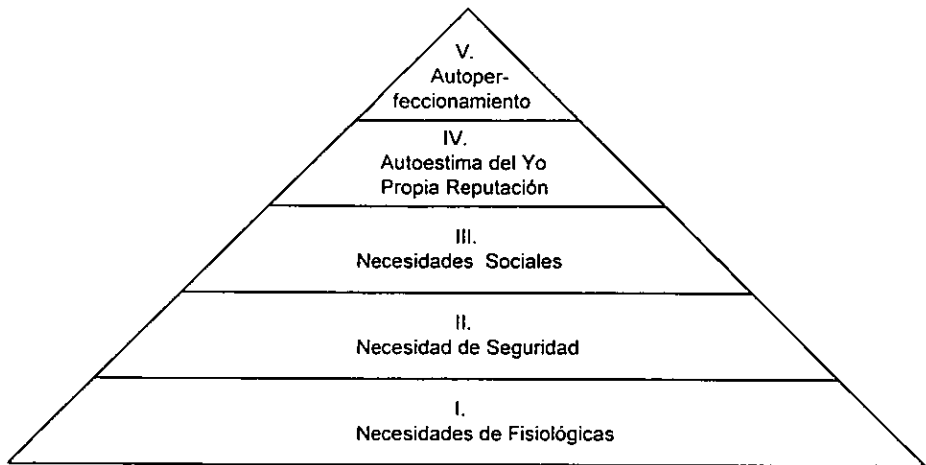 V.
Autoper-
feccionamiento
IV.
Autoestima del Yo
Propia Reputación
III.
Necesidades Sociales
II.
Necesidad de Seguridad
I.
Necesidades de Fisiológicas